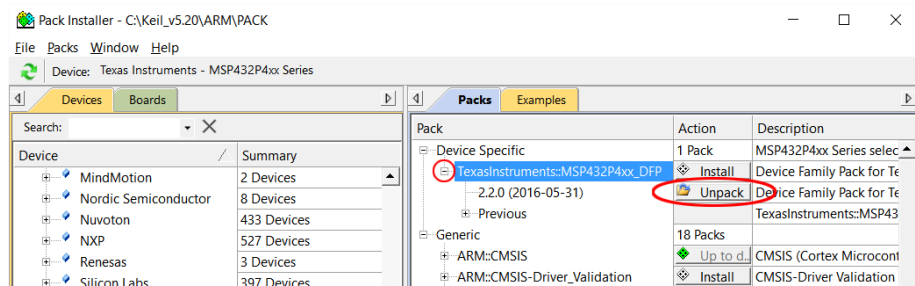 Pack Installer - C:\Keil_v5.20\ARM\PACK
File Packs Window Help
Device: Texas Instruments - MSP432P4xx Series
Devices Boards
Search:
Device Summary
MindMotion 2 Devices
Nordic Semiconductor 8 Devices
Nuvoton 433 Devices
NXP 527 Devices
Renesas 3 Devices
Silicon Labs 397 Devices
Packs Examples
Pack Action Description
Device Specific 1 Pack MSP432P4xx Series selec
TexasInstruments::MSP432P4xx_DFP Install Device Family Pack for Te
2.2.0 (2016-05-31) Unpack Device Family Pack for Te
Previous TexasInstruments::MSP43
Generic 18 Packs
ARM::CMSIS Up to d.. CMSIS (Cortex Microcont
ARM::CMSIS-Driver_Validation Install CMSIS-Driver Validation